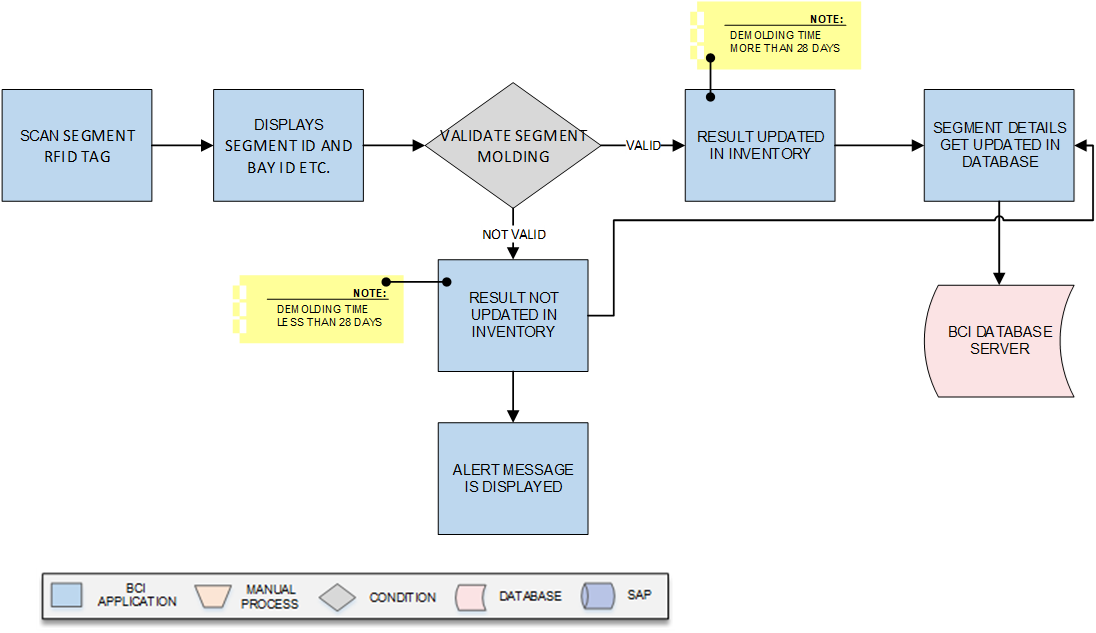 NOTE:
DEMOLDING TIME
MORE THAN 28 DAYS
SCAN SEGMENT
RFID TAG
DISPLAYS
SEGMENT ID AND
BAY ID ETC.
VALIDATE SEGMENT
MOLDING
VALID
RESULT UPDATED
IN INVENTORY
SEGMENT DETAILS
GET UPDATED IN
DATABASE
NOT VALID
NOTE:
DEMOLDING TIME
LESS THAN 28 DAYS
RESULT NOT
UPDATED IN
INVENTORY
BCI DATABASE
SERVER
ALERT MESSAGE
IS DISPLAYED
BCI
APPLICATION
MANUAL
PROCESS
CONDITION
DATABASE
SAP